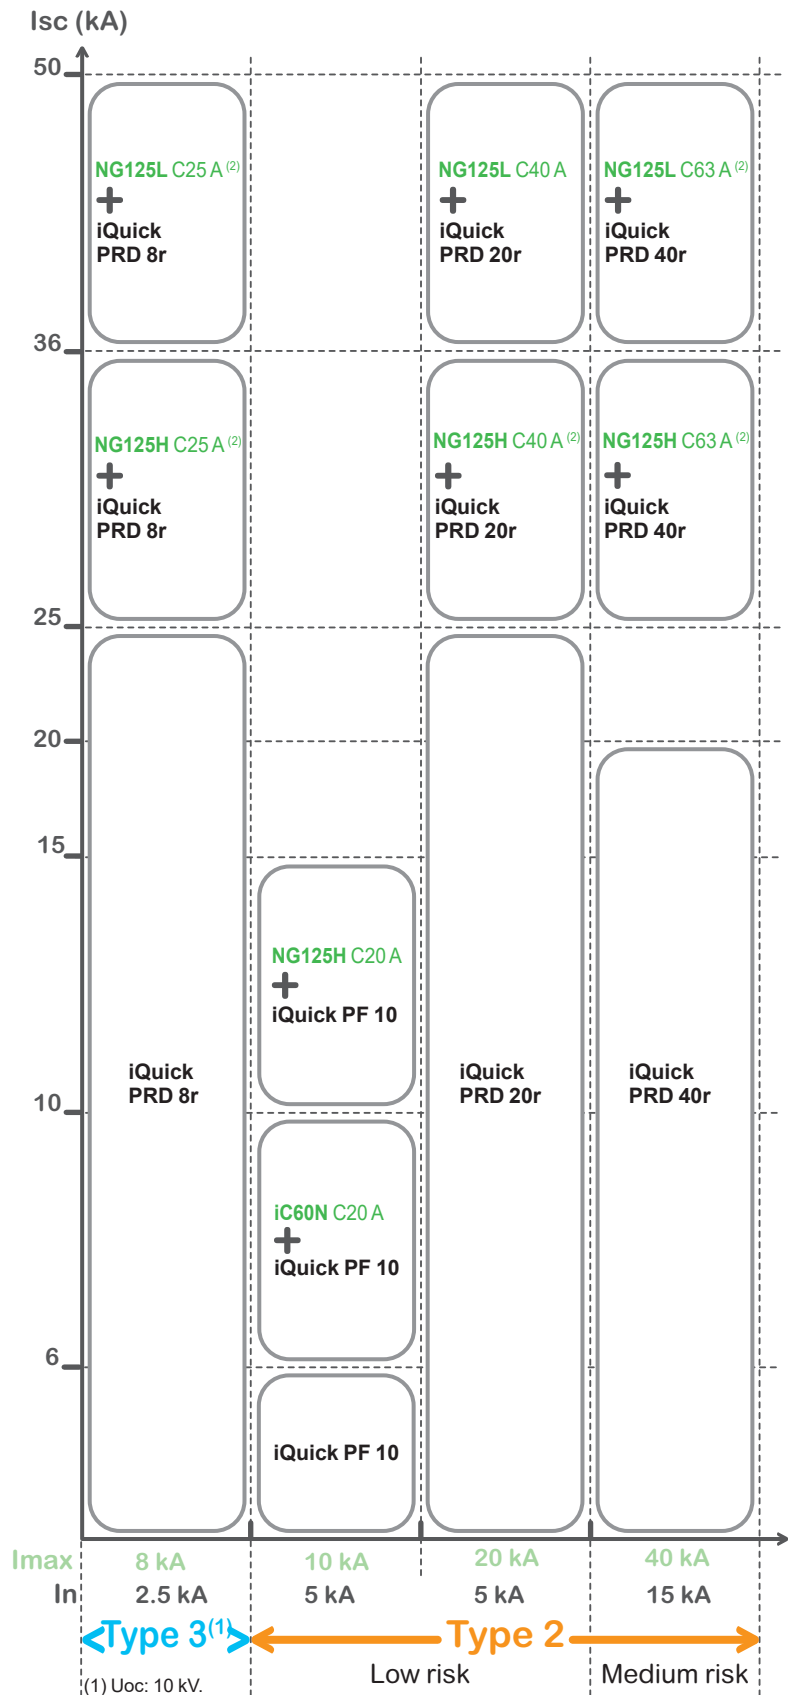 Isc (kA)
50
NG125L C25 A (2)
+
iQuick
PRD 8r
NG125L C40 A
+
iQuick
PRD 20r
NG125L C63 A (2)
+
iQuick
PRD 40r
36
NG125H C25 A (2)
+
iQuick
PRD 8r
NG125H C40 A (2)
+
iQuick
PRD 20r
NG125H C63 A (2)
+
iQuick
PRD 40r
25
20
15
NG125H C20 A
+
iQuick PF 10
iQuick
PRD 8r
iQuick
PRD 20r
iQuick
PRD 40r
10
iC60N C20 A
+
iQuick PF 10
6
iQuick PF 10
Imax 8 kA 10 kA 20 kA 40 kA
In 2.5 kA 5 kA 5 kA 15 kA
Type 3(1) Type 2
Low risk Medium risk
(1) Uoc: 10 kV.